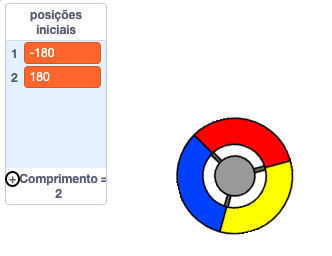 posições
iniciais
1 -180
2 180
+ Comprimento =
2